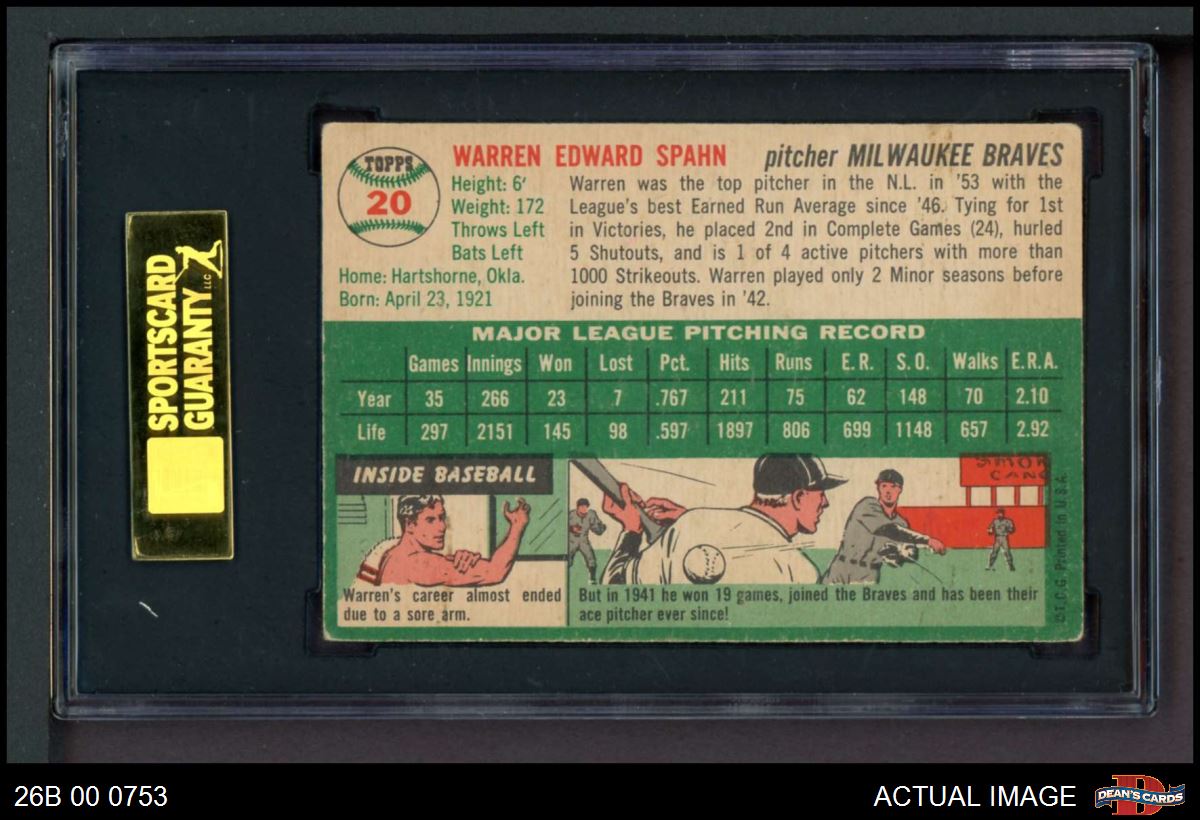 SPORTSCARD
GUARANTY LLC
TOPPS
20
WARREN EDWARD SPAHN pitcher MILWAUKEE BRAVES
Height: 6'
Weight: 172
Throws Left
Bats Left
Home: Hartshorne, Okla.
Born: April 23, 1921
Warren was the top pitcher in the N.L. in '53 with the
League's best Earned Run Average since '46. Tying for 1st
in Victories, he placed 2nd in Complete Games (24), hurled
5 Shutouts, and is 1 of 4 active pitchers with more than
1000 Strikeouts. Warren played only 2 Minor seasons before
joining the Braves in '42.
MAJOR LEAGUE PITCHING RECORD
Games Innings Won Lost Pct. Hits Runs E.R. S.O. Walks E.R.A.
Year 35 266 23 7 .767 211 75 62 148 70 2.10
Life 297 2151 145 98 .597 1897 806 699 1148 657 2.92
INSIDE BASEBALL
Warren's career almost ended
due to a sore arm.
But in 1941 he won 19 games, joined the Braves and has been their
ace pitcher ever since!
©T.C.G. Printed in U.S.A.
26B 00 0753
ACTUAL IMAGE
DEAN'S CARDS